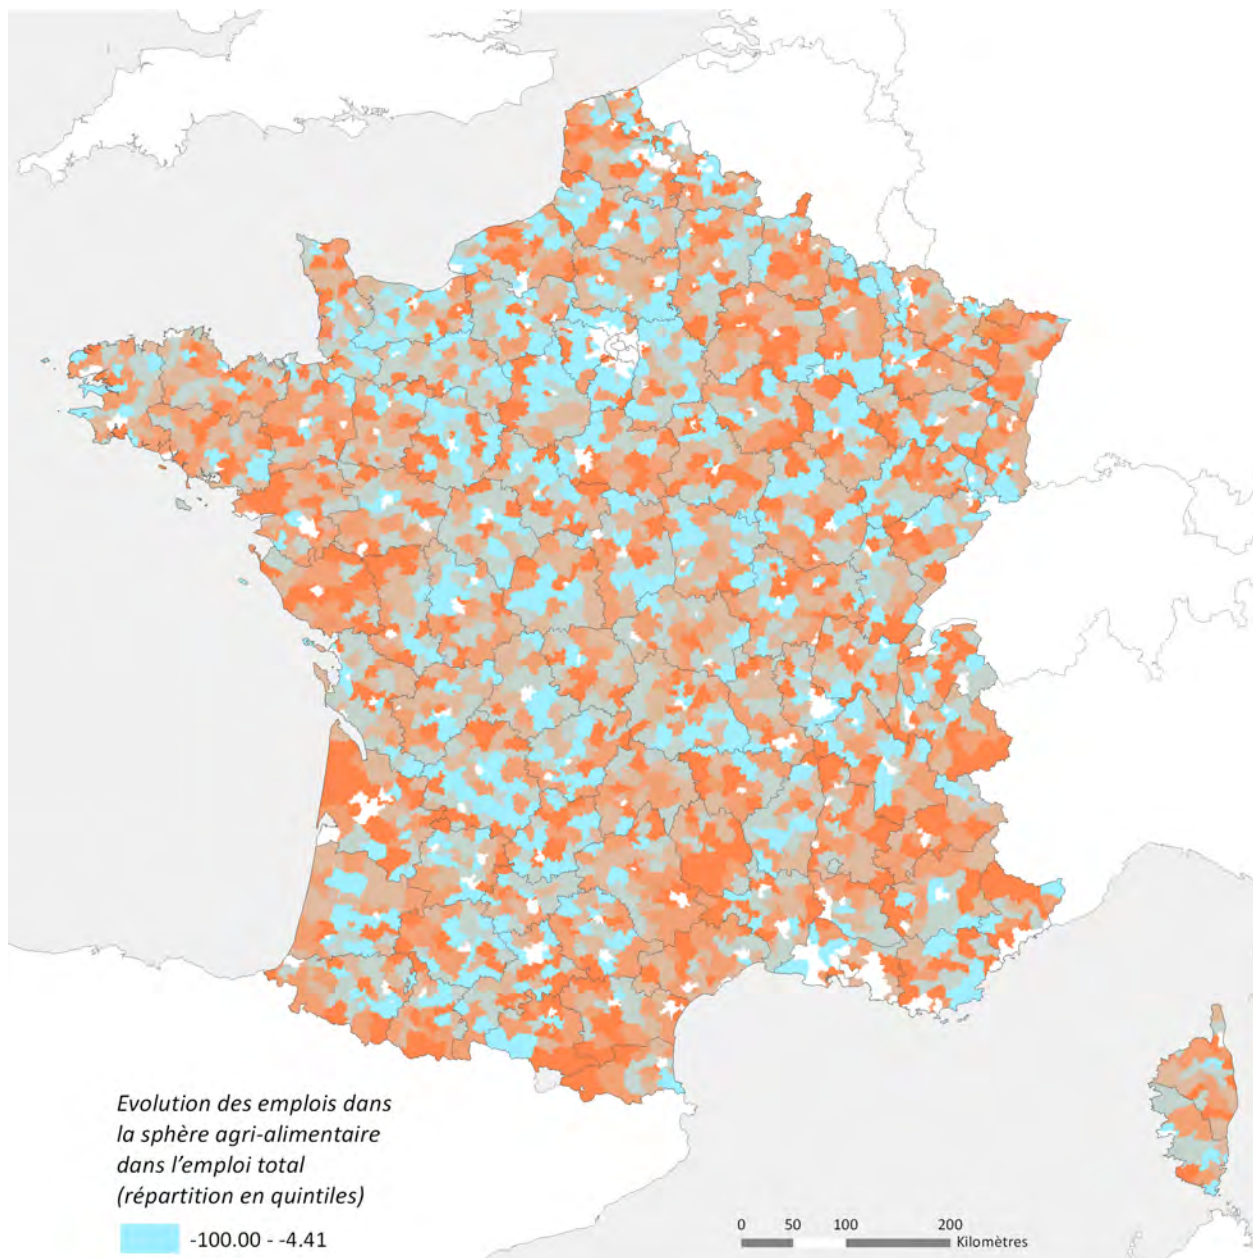 Evolution des emplois dans
la sphère agri-alimentaire
dans l'emploi total
(répartition en quintiles)
-100.00 - -4.41
0 50 100 200
Kilomètres